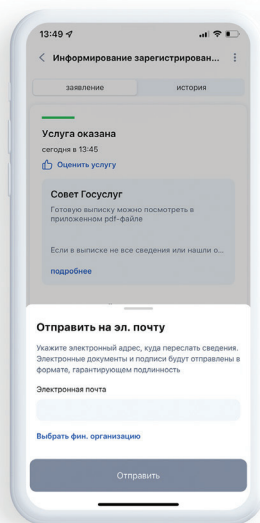 13:49
Информирование зарегистрирован...
заявление история
Услуга оказана
сегодня в 13:45
Оценить услугу
Совет Госуслуг
Готовую выписку можно посмотреть в
приложенном pdf-файле
Если в выписке не все сведения или нашли о...
подробнее
Отправить на эл. почту
Укажите электронный адрес, куда переслать сведения.
Электронные документы и подписи будут отправлены в
формате, гарантирующем подлинность
Электронная почта
Выбрать фин. организацию
Отправить